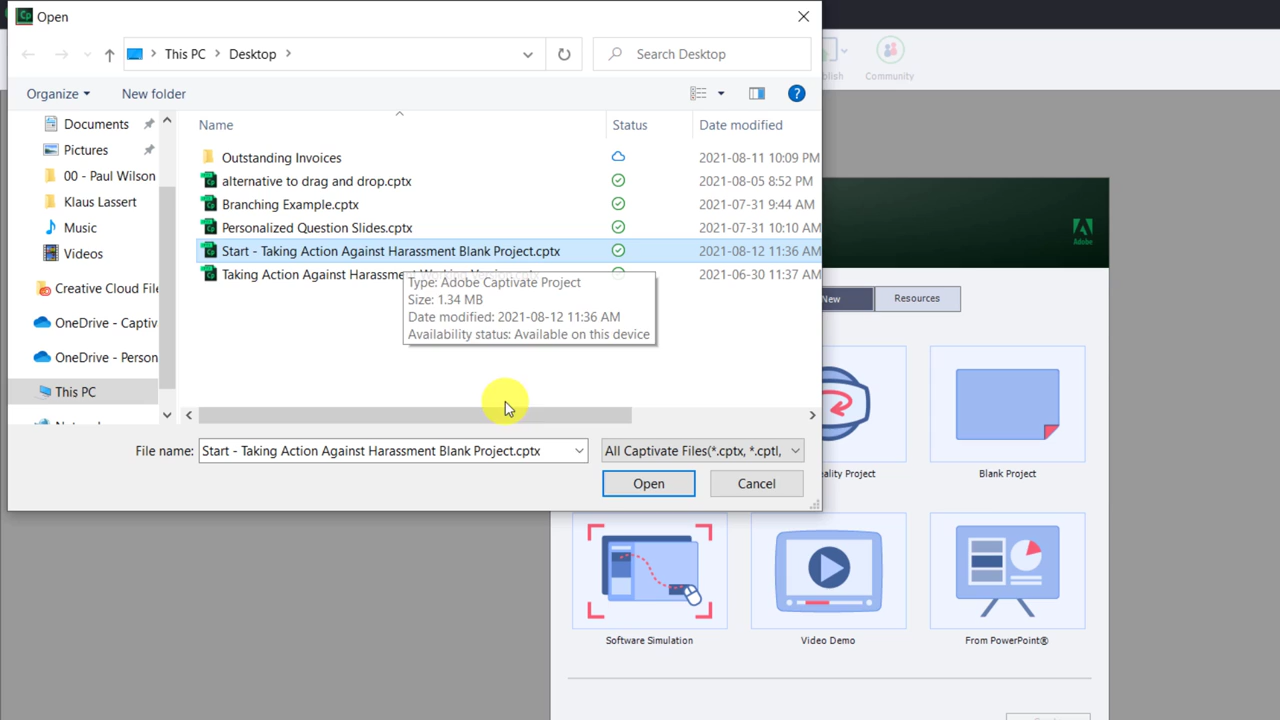 Open
This PC
Desktop
Search Desktop
Community
Organize
New folder
Name
Status
Date modified
Documents
Pictures
00 - Paul Wilson
Klaus Lassert
Music
Videos
Creative Cloud File
OneDrive - Captiv
OneDrive - Person
This PC
Outstanding Invoices
2021-08-11 10:09 PM
alternative to drag and drop.cptx
2021-08-05 8:52 PM
Branching Example.cptx
2021-07-31 9:44 AM
Personalized Question Slides.cptx
2021-07-31 10:10 AM
Start - Taking Action Against Harassment Blank Project.cptx
2021-08-12 11:36 AM
Taking Action Against Harassment Working Version.cptx
2021-06-30 11:37 AM
Type: Adobe Captivate Project
Size: 1.34 MB
Date modified: 2021-08-12 11:36 AM
Availability status: Available on this device
File name:
Start - Taking Action Against Harassment Blank Project.cptx
All Captivate Files(*.cptx, *.cptl,
Open
Cancel
Adobe
New
Resources
ality Project
Blank Project
Software Simulation
Video Demo
From PowerPoint®